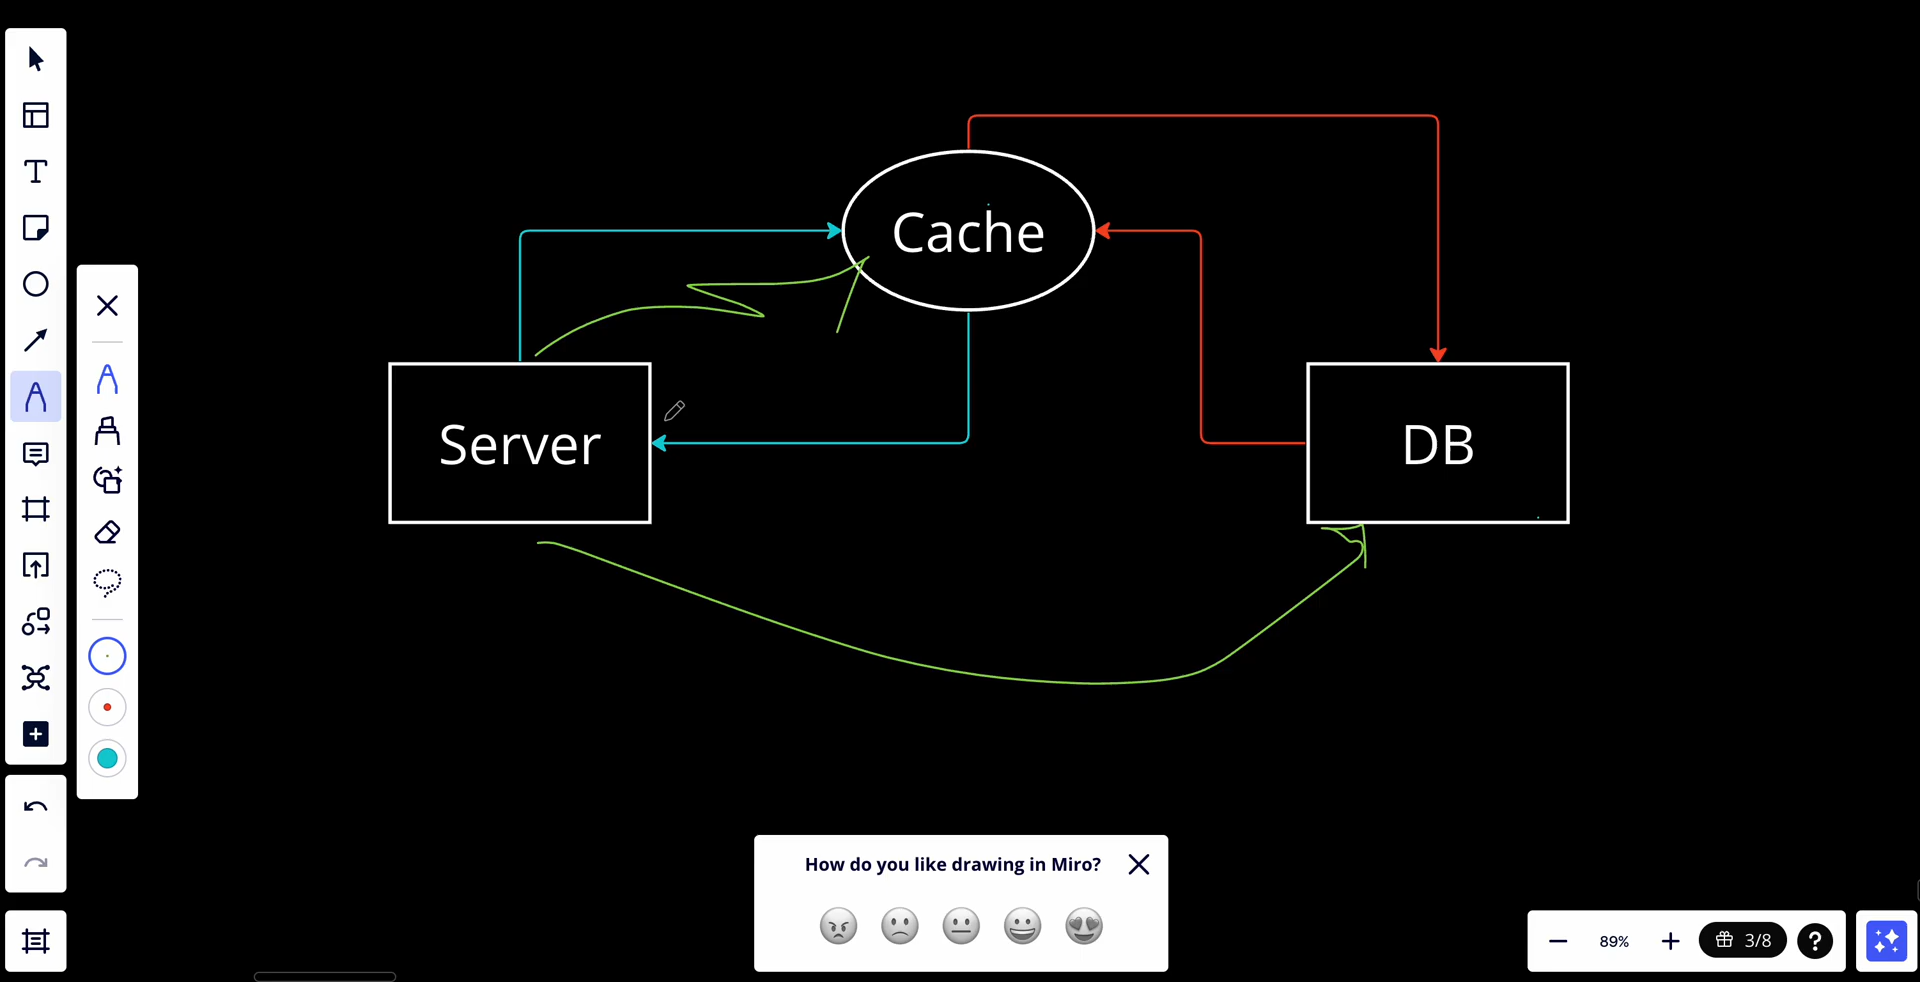 Cache
Server
DB
How do you like drawing in Miro?
89%
3/8
?